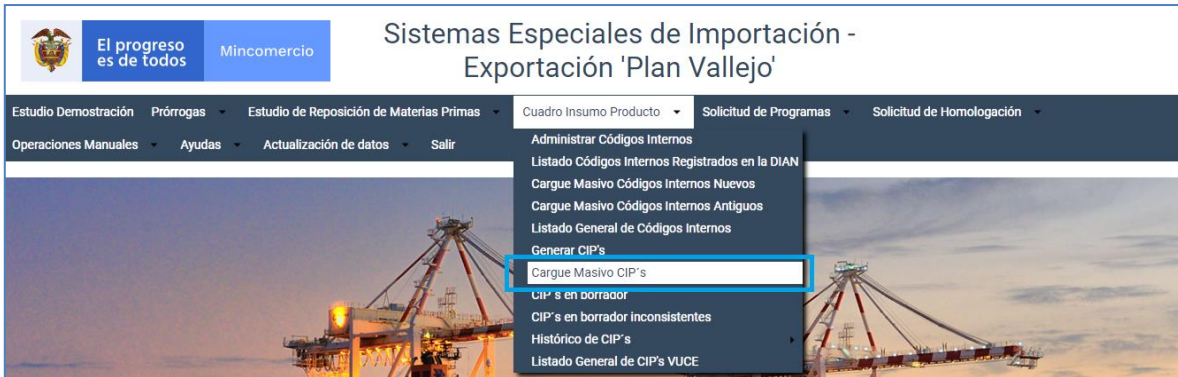 El progreso
es de todos
Mincomercio
Sistemas Especiales de Importación -
Exportación 'Plan Vallejo'
Estudio Demostración Prórrogas Estudio de Reposición de Materias Primas Cuadro Insumo Producto Solicitud de Programas Solicitud de Homologación
Operaciones Manuales Ayudas Actualización de datos Salir
Administrar Códigos Internos
Listado Códigos Internos Registrados en la DIAN
Cargue Masivo Códigos Internos Nuevos
Cargue Masivo Códigos Internos Antiguos
Listado General de Códigos Internos
Generar CIP's
Cargue Masivo CIP´s
CIP´s en borrador
CIP´s en borrador inconsistentes
Histórico de CIP´s
Listado General de CIP's VUCE